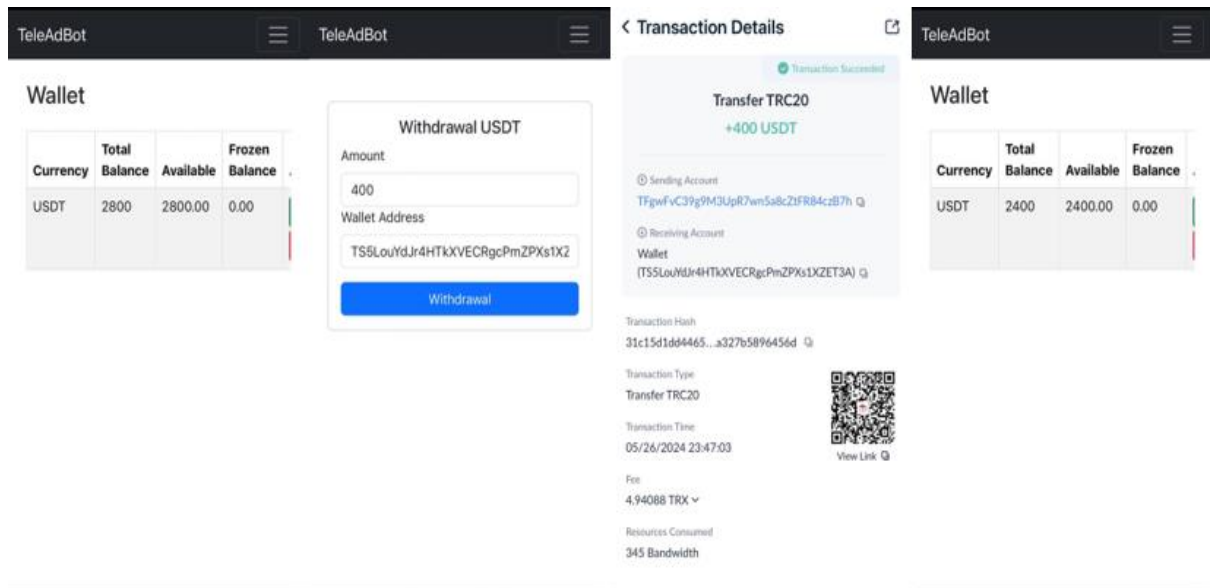 TeleAdBot
Wallet
Currency Total Balance Available Frozen Balance
USDT 2800 2800.00 0.00
TeleAdBot
Withdrawal USDT
Amount
400
Wallet Address
TS5LouYdJr4HTkXVECRgcPmZPXs1XZ
Withdrawal
Transaction Details
Transaction Succeeded
Transfer TRC20
+400 USDT
Sending Account
TFgwFvC39g9M3UpR7wn5a8cZtFR84czB7h
Receiving Account
Wallet
(TS5LouYdJr4HTkXVECRgcPmZPXs1XZET3A)
Transaction Hash
31c15d1dd4465...a327b5896456d
Transaction Type
Transfer TRC20
Transaction Time
05/26/2024 23:47:03
View Link
Fee
4.94088 TRX
Resources Consumed
345 Bandwidth
TeleAdBot
Wallet
Currency Total Balance Available Frozen Balance
USDT 2400 2400.00 0.00